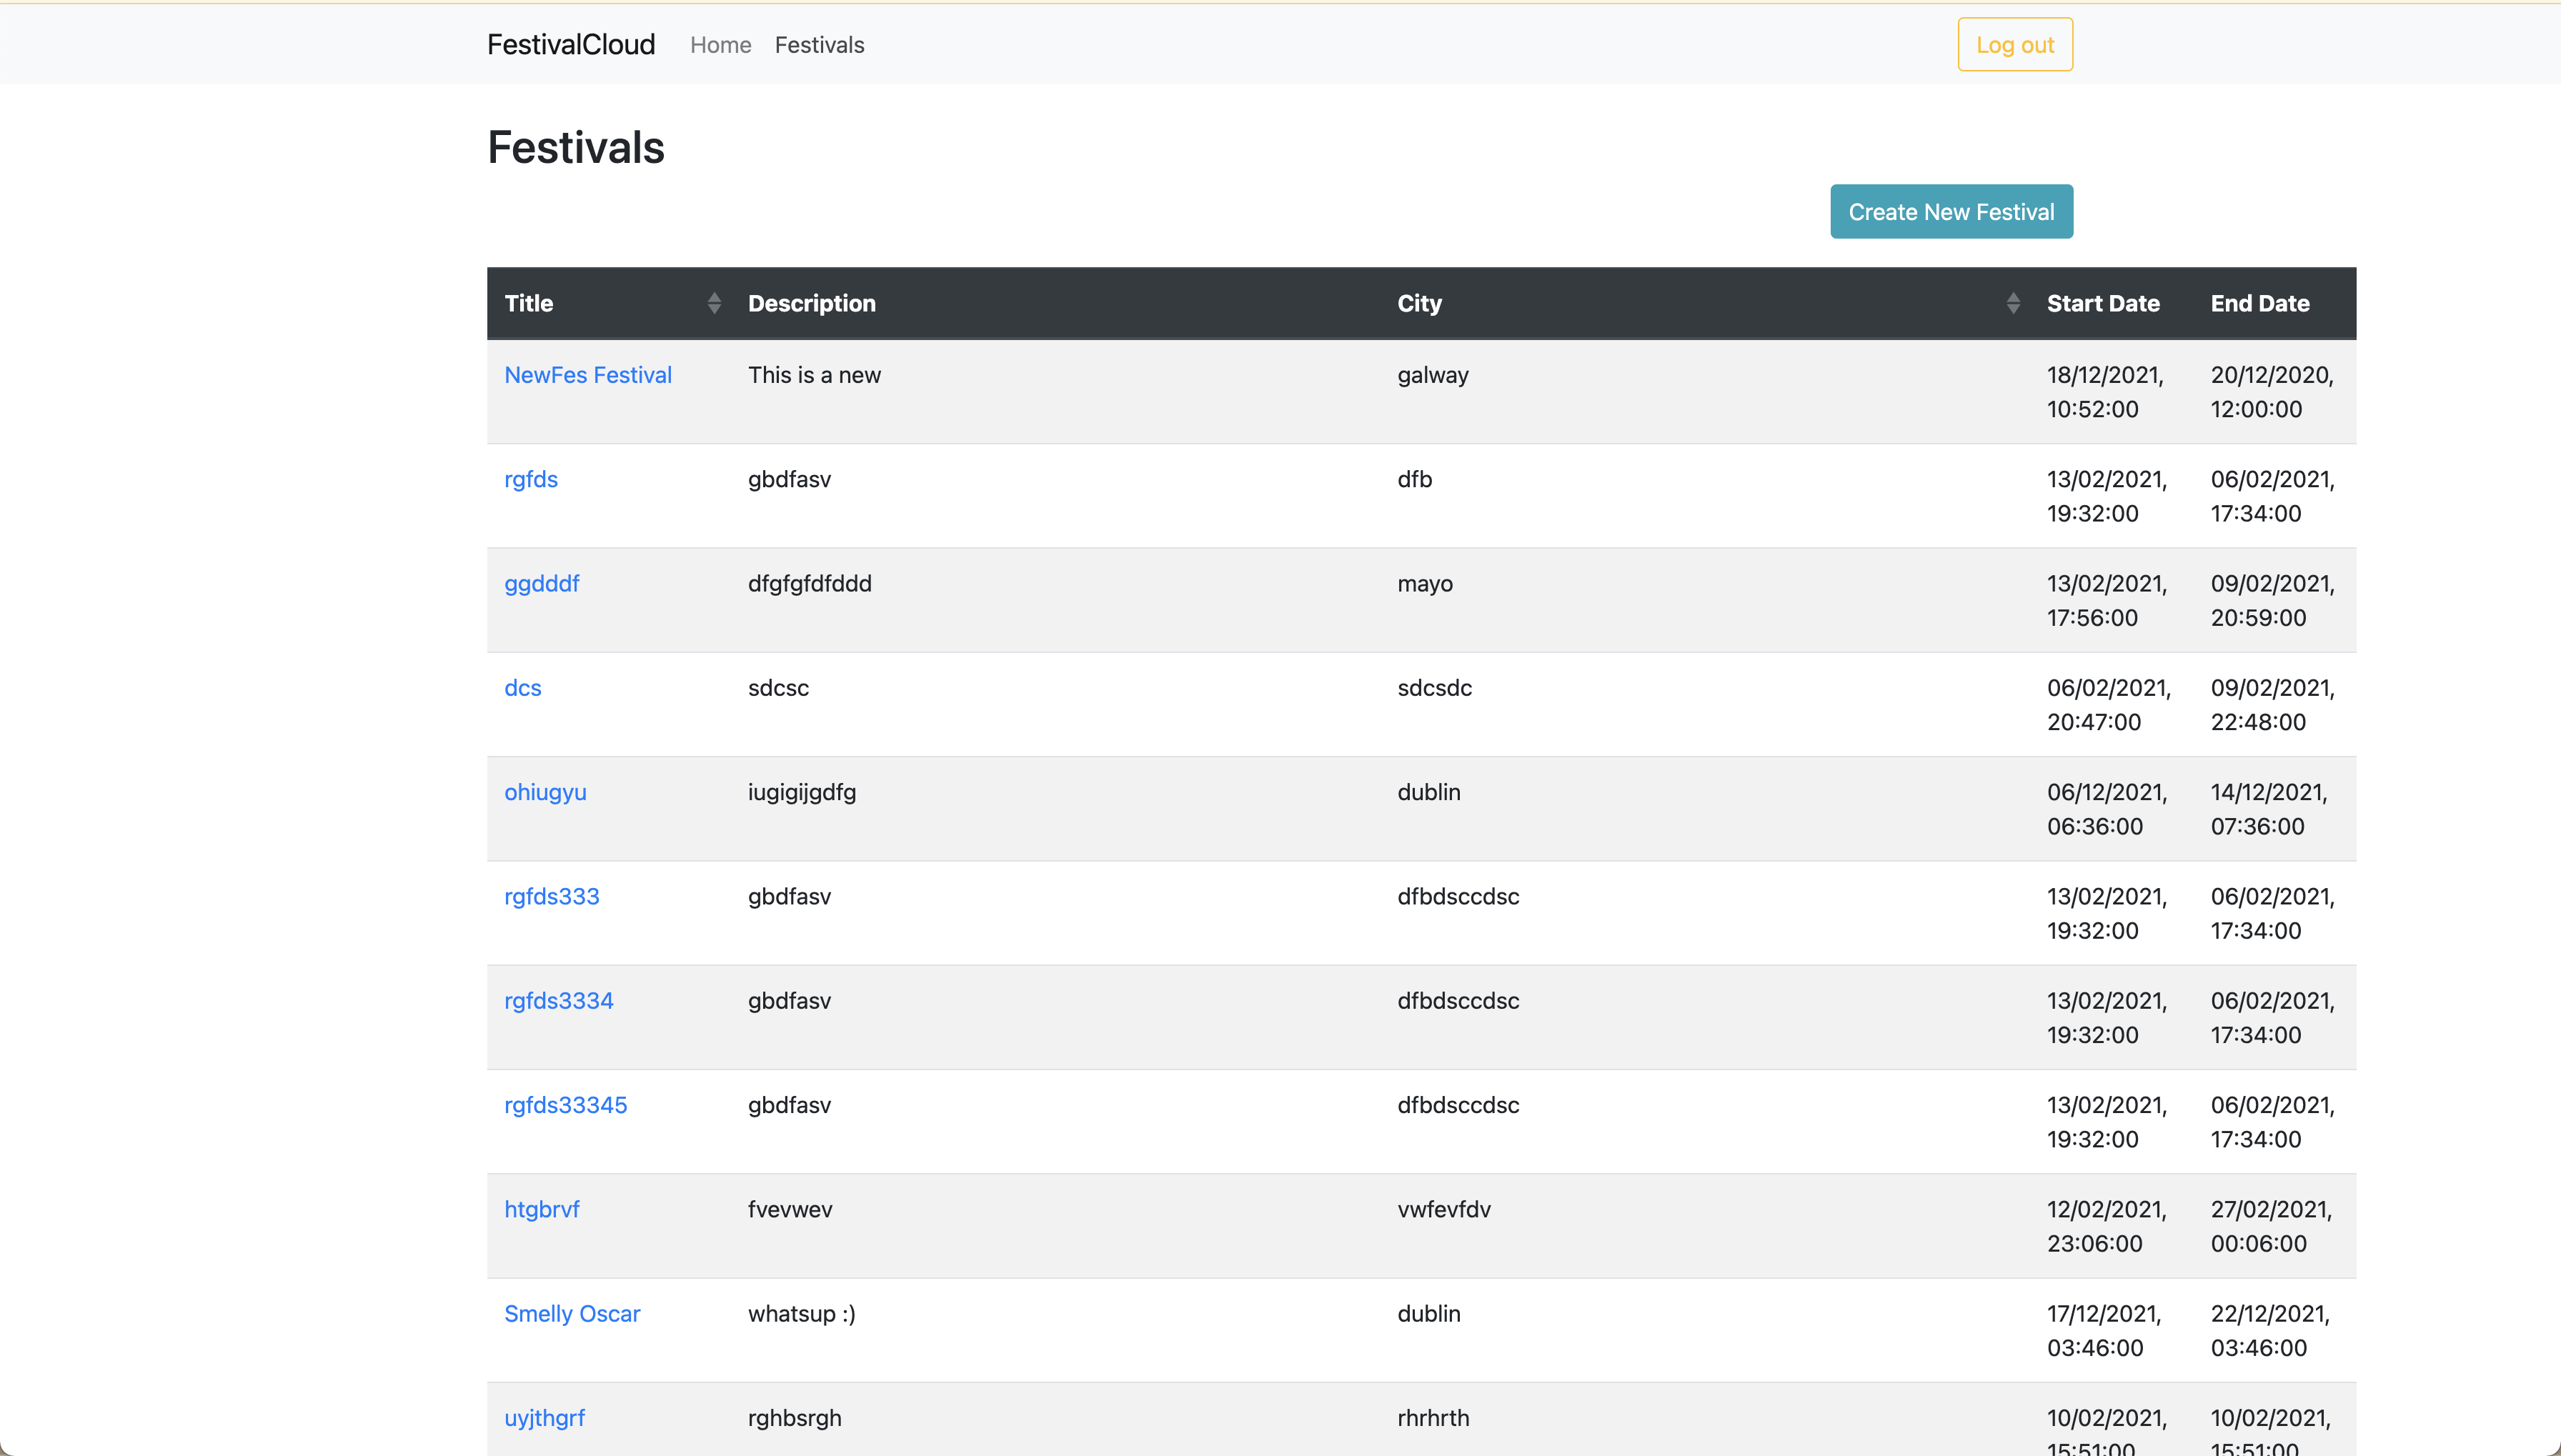 FestivalCloud Home Festivals Log out
Festivals
Create New Festival
Title Description City Start Date End Date
NewFes Festival This is a new galway 18/12/2021, 20/12/2020,
10:52:00 12:00:00
rgfds gbdfasv dfb 13/02/2021, 06/02/2021,
19:32:00 17:34:00
ggdddf dfgfgfdfddd mayo 13/02/2021, 09/02/2021,
17:56:00 20:59:00
dcs sdcsc sdcsdc 06/02/2021, 09/02/2021,
20:47:00 22:48:00
ohiugyu iugigijgdfg dublin 06/12/2021, 14/12/2021,
06:36:00 07:36:00
rgfds333 gbdfasv dfbdsccdsc 13/02/2021, 06/02/2021,
19:32:00 17:34:00
rgfds3334 gbdfasv dfbdsccdsc 13/02/2021, 06/02/2021,
19:32:00 17:34:00
rgfds33345 gbdfasv dfbdsccdsc 13/02/2021, 06/02/2021,
19:32:00 17:34:00
htgbrvf fvevwev vwfevfdv 12/02/2021, 27/02/2021,
23:06:00 00:06:00
Smelly Oscar whatsup :) dublin 17/12/2021, 22/12/2021,
03:46:00 03:46:00
uyjthgrf rghbsrgh rhrhrth 10/02/2021, 10/02/2021,
15:51:00 15:51:00